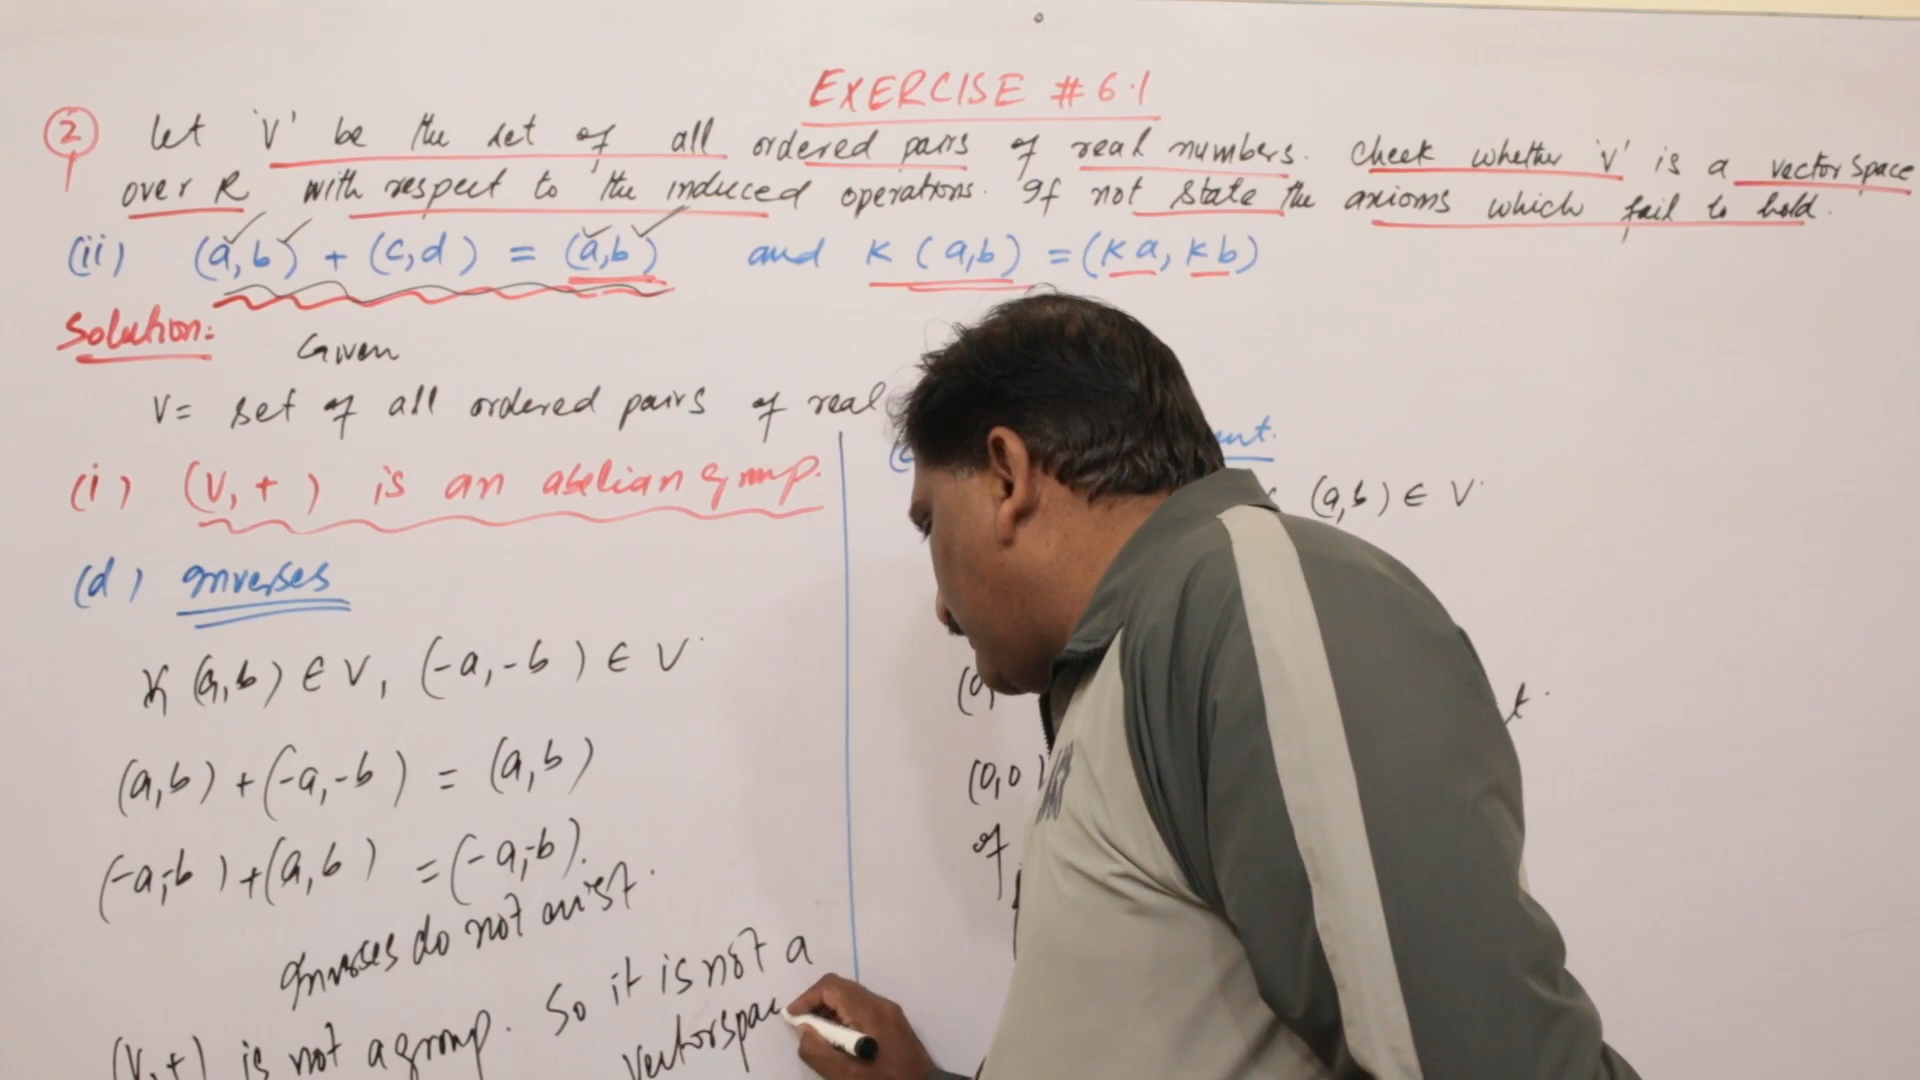 EXERCISE # 6.1
2 let 'V' be the set of all ordered pairs of real numbers. Check whether 'V' is a vector space
over R with respect to the induced operations. If not state the axioms which fail to hold.
(ii) (a,b) + (c,d) = (a,b) and K (a,b) = (Ka, Kb)
Solution:
Given
V = set of all ordered pairs of real
(i) (V, +) is an abelian group.
(d) Inverses
If (a,b) ∈ V, (-a,-b) ∈ V
(a,b) + (-a,-b) = (a,b)
(-a,-b) + (a,b) = (-a,-b).
Inverses do not exist.
(V,+) is not a group. So it is not a
vectorspac
(a,b) ∈ V.
(0,0)
of